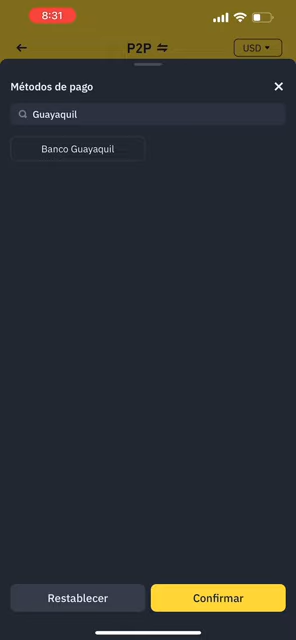 8:31
P2P
USD
Métodos de pago
Guayaquil
Banco Guayaquil
Restablecer
Confirmar